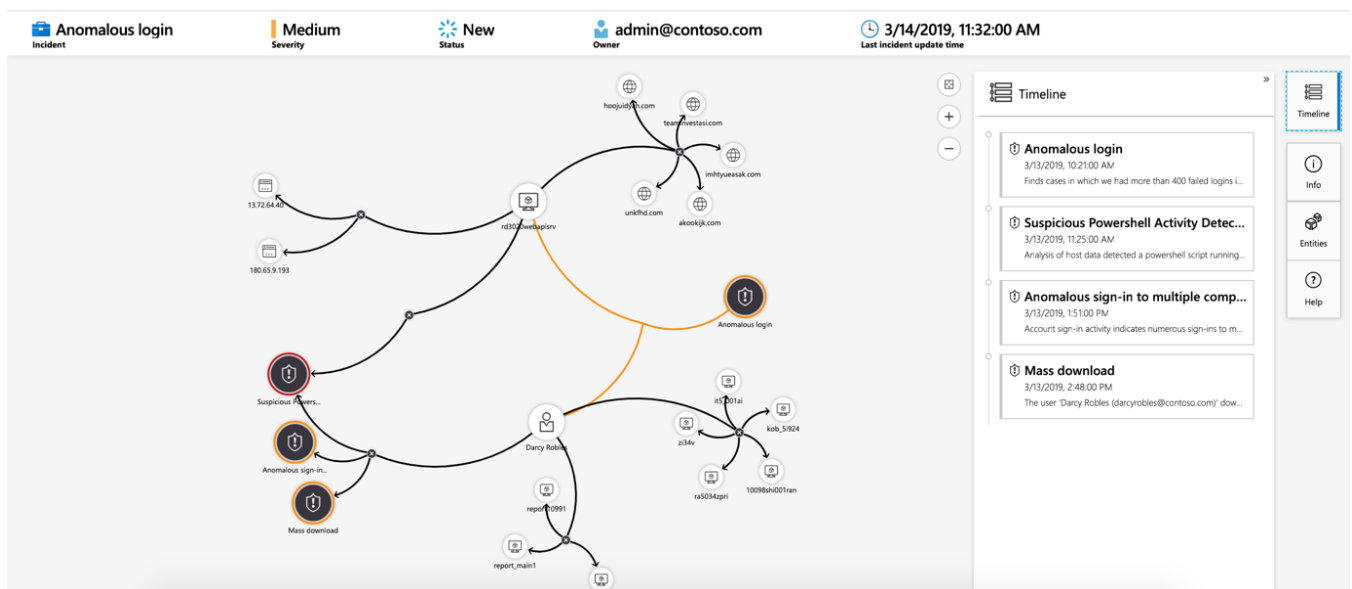 Anomalous login
Incident
Medium
Severity
New
Status
admin@contoso.com
Owner
3/14/2019, 11:32:00 AM
Last incident update time
teaminvestasi.com
imhtyueasak.com
unkfhd.com
akookijk.com
13.72.64.40
180.65.9.193
rd3020webapisrv
Anomalous login
Suspicious Powers...
Anomalous sign-in...
Mass download
Darcy Robles
zi34v
kob_5i924
ra5034zpri
10098shi001ran
report_main1
Timeline
Anomalous login
3/13/2019, 10:21:00 AM
Finds cases in which we had more than 400 failed logins i...
Suspicious Powershell Activity Detec...
3/13/2019, 11:25:00 AM
Analysis of host data detected a powershell script running...
Anomalous sign-in to multiple comp...
3/13/2019, 1:51:00 PM
Account sign-in activity indicates numerous sign-ins to m...
Mass download
3/13/2019, 2:48:00 PM
The user 'Darcy Robles (darcyrobles@contoso.com)' dow...
Timeline
Info
Entities
Help